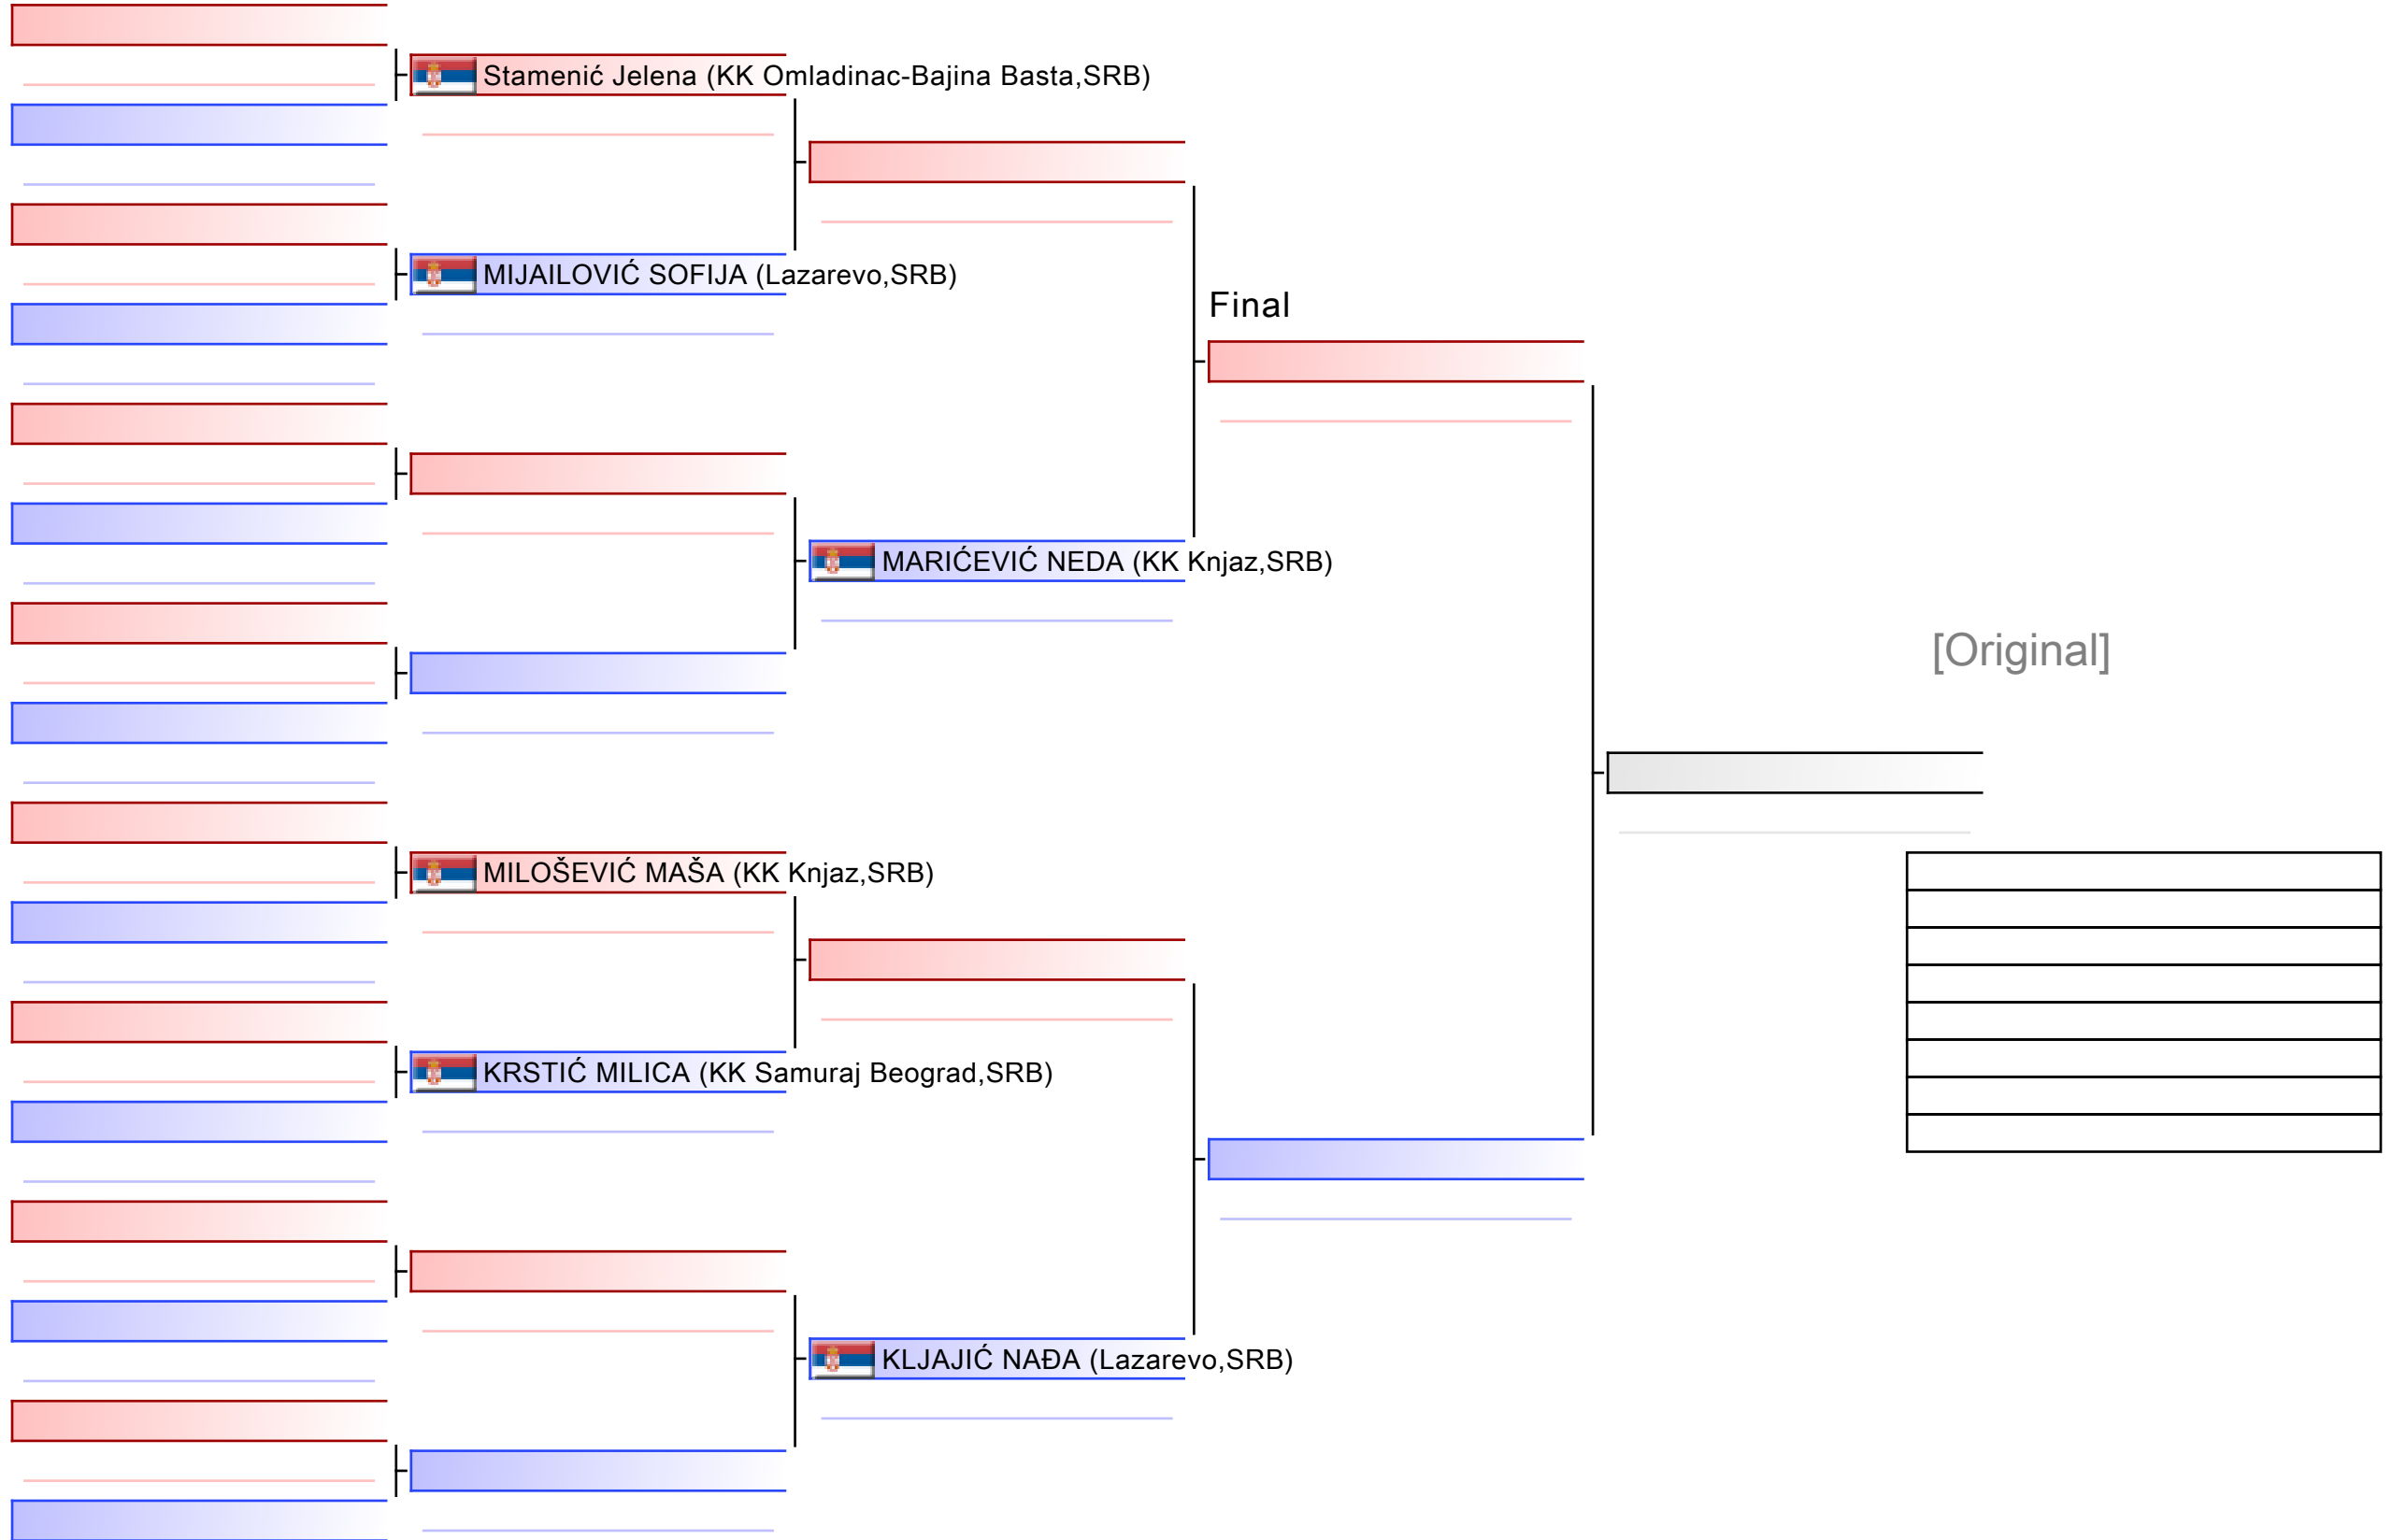 Stamenić Jelena (KK Omladinac-Bajina Basta,SRB)
MIJAILOVIĆ SOFIJA (Lazarevo,SRB)
Final
MARIĆEVIĆ NEDA (KK Knjaz,SRB)
[Original]
MILOŠEVIĆ MAŠA (KK Knjaz,SRB)
KRSTIĆ MILICA (KK Samuraj Beograd,SRB)
KLJAJIĆ NAĐA (Lazarevo,SRB)